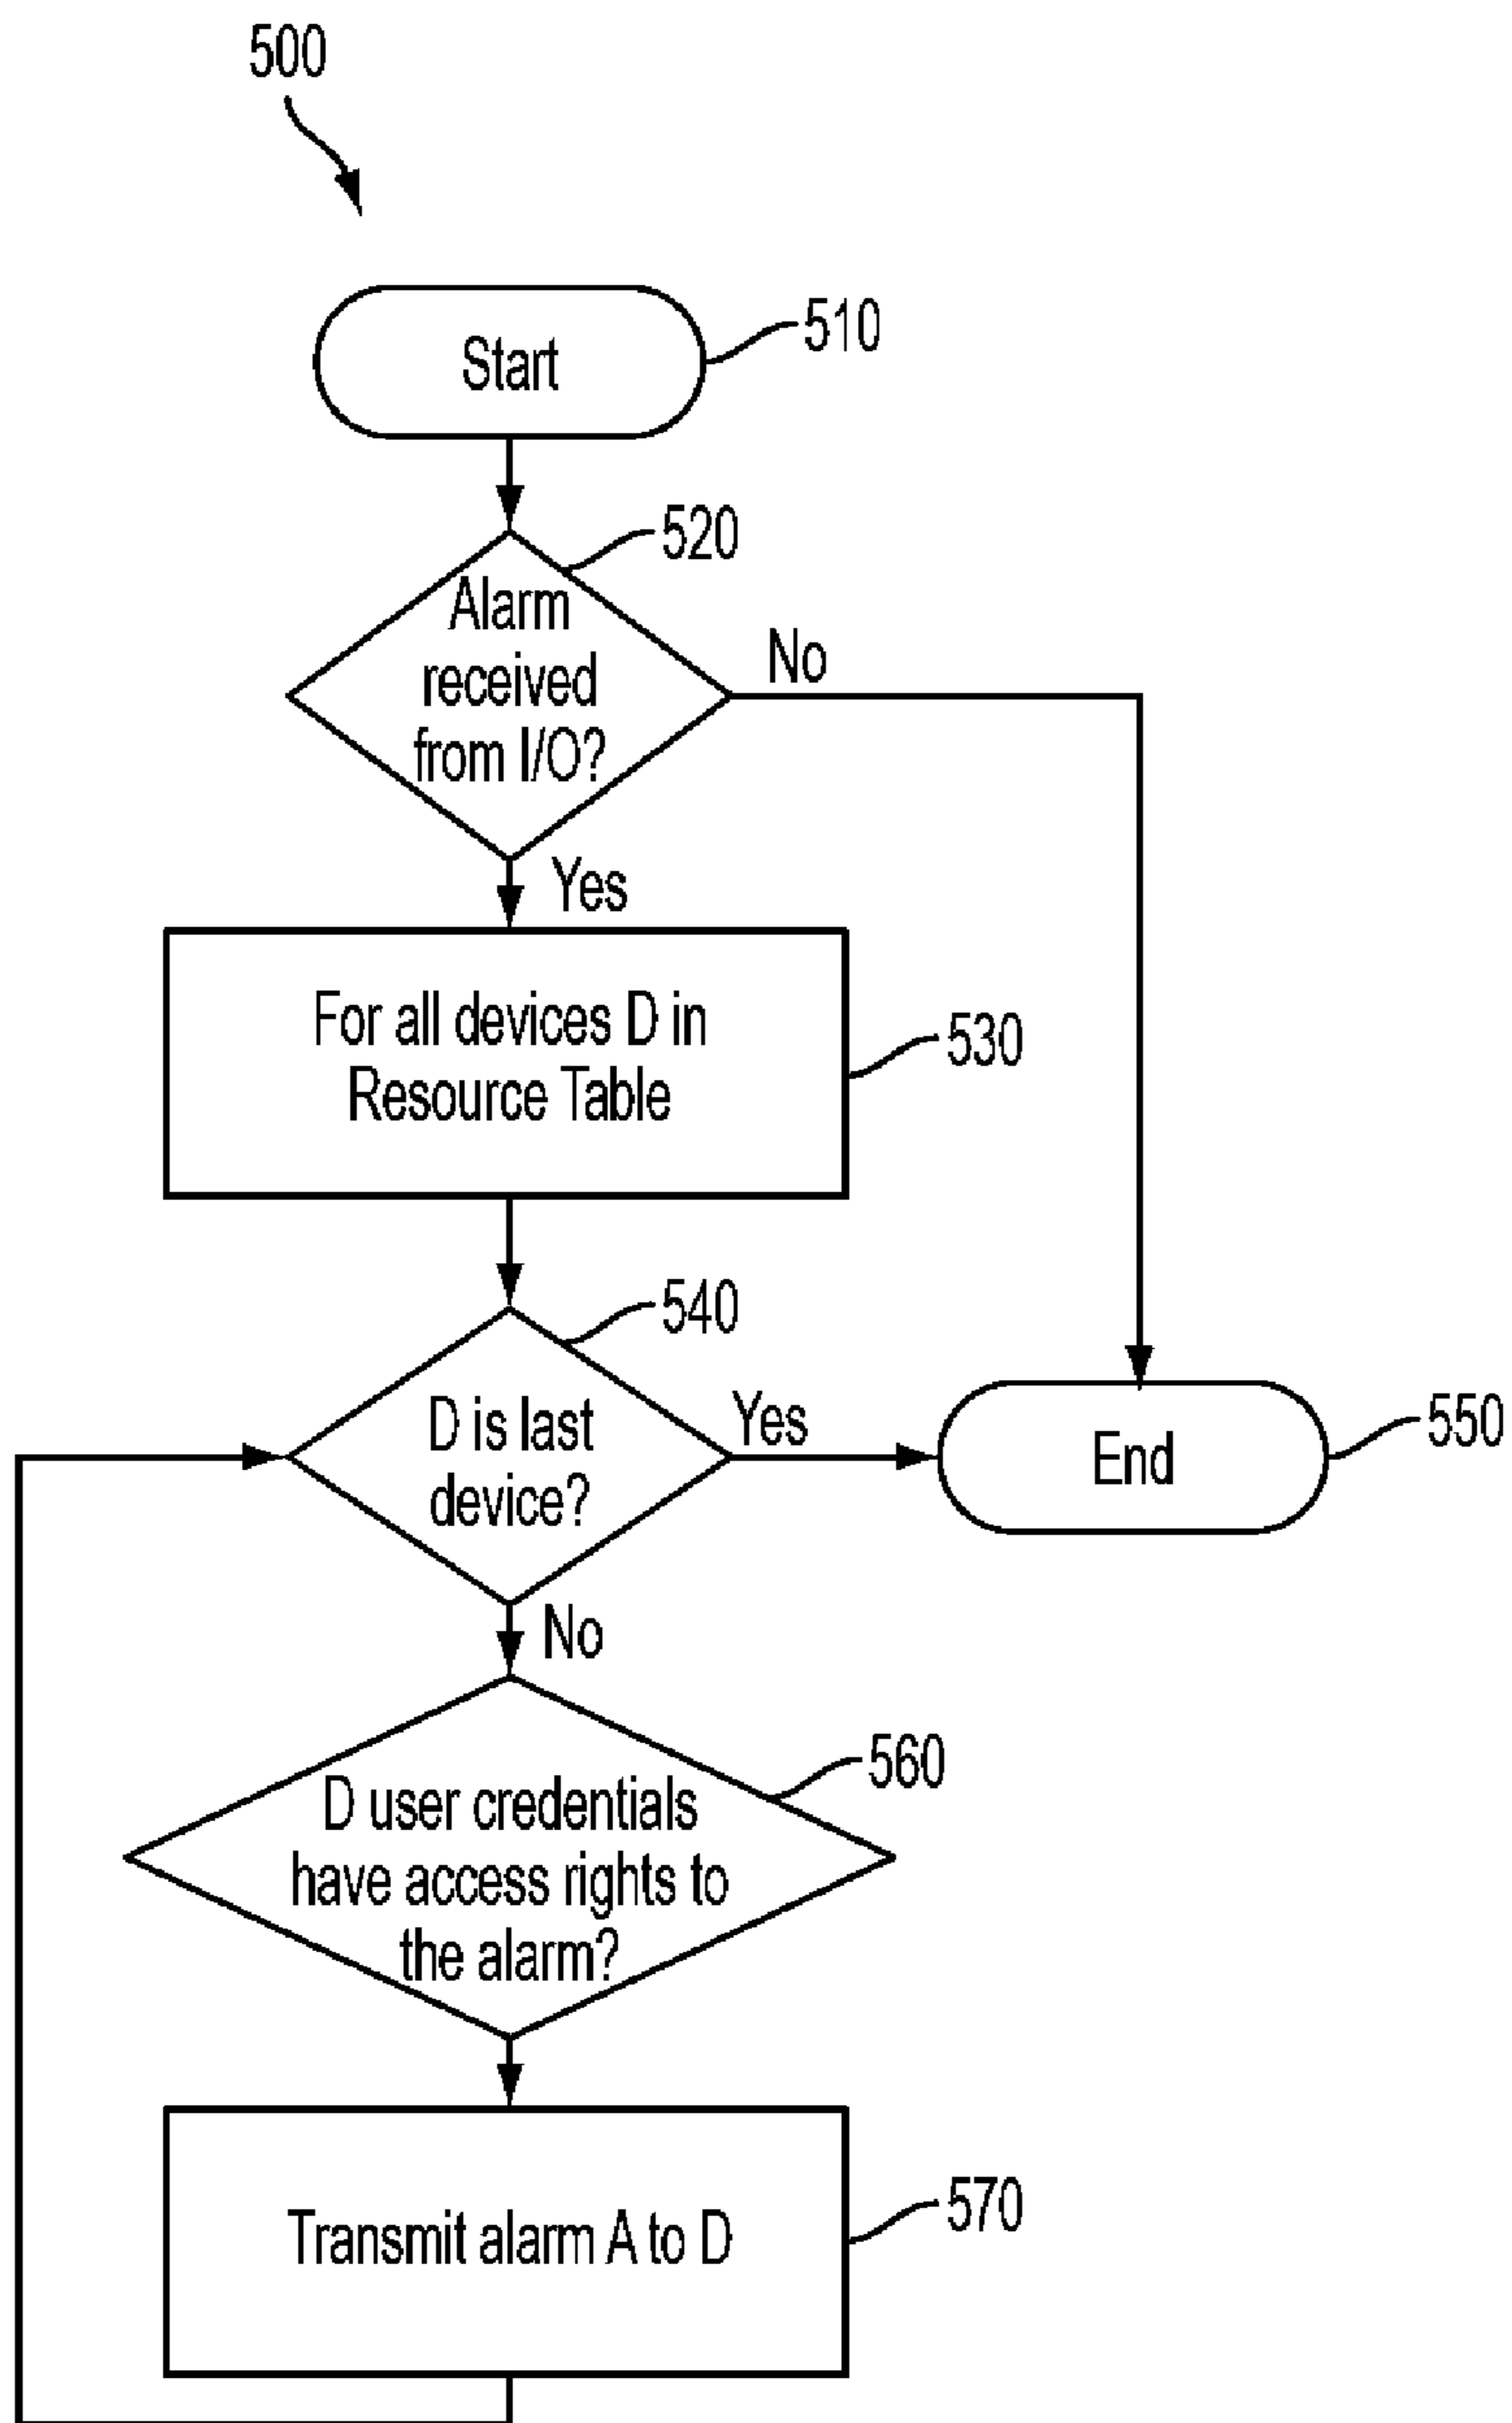 500
Start
510
520
Alarm
received
from I/O?
No
Yes
For all devices D in
Resource Table
530
540
D is last
device?
Yes
End
550
No
560
D user credentials
have access rights to
the alarm?
Transmit alarm A to D
570